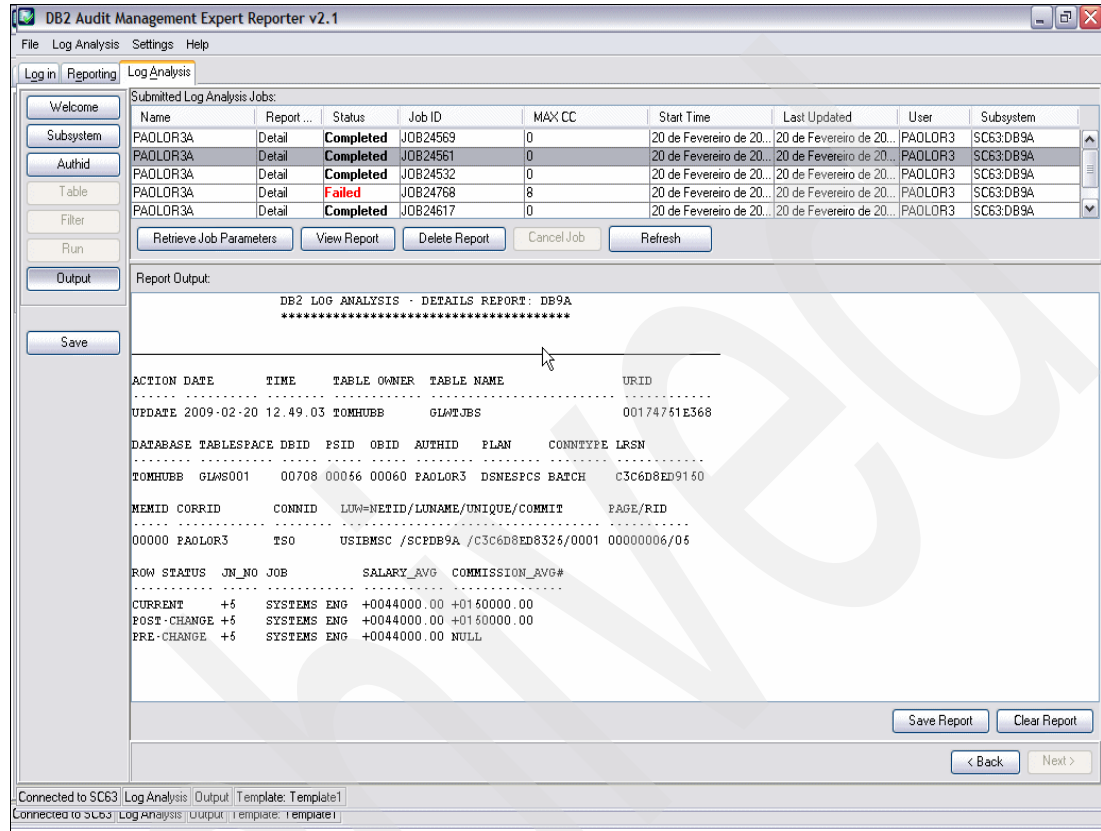 DB2 Audit Management Expert Reporter v2.1
File Log Analysis Settings Help
Log in Reporting Log Analysis
Welcome
Subsystem
Authid
Table
Filter
Run
Output
Save
Submitted Log Analysis Jobs:
Name Report ... Status Job ID MAX CC Start Time Last Updated User Subsystem
PAOLOR3A Detail Completed JOB24569 0 20 de Fevereiro de 20... 20 de Fevereiro de 20... PAOLOR3 SC63:DB9A
PAOLOR3A Detail Completed JOB24561 0 20 de Fevereiro de 20... 20 de Fevereiro de 20... PAOLOR3 SC63:DB9A
PAOLOR3A Detail Completed JOB24532 0 20 de Fevereiro de 20... 20 de Fevereiro de 20... PAOLOR3 SC63:DB9A
PAOLOR3A Detail Failed JOB24768 8 20 de Fevereiro de 20... 20 de Fevereiro de 20... PAOLOR3 SC63:DB9A
PAOLOR3A Detail Completed JOB24617 0 20 de Fevereiro de 20... 20 de Fevereiro de 20... PAOLOR3 SC63:DB9A
Retrieve Job Parameters View Report Delete Report Cancel Job Refresh
Report Output:
DB2 LOG ANALYSIS - DETAILS REPORT: DB9A
***************************************
ACTION DATE TIME TABLE OWNER TABLE NAME URID
UPDATE 2009-02-20 12.49.03 TOMHUBB GLWTJBS 00174751E368
DATABASE TABLESPACE DBID PSID OBID AUTHID PLAN CONNTYPE LRSN
TOMHUBB GLWS001 00708 00056 00060 PAOLOR3 DSNESPCS BATCH C3C6D8ED9150
MEMID CORRID CONNID LUW=NETID/LUNAME/UNIQUE/COMMIT PAGE/RID
00000 PAOLOR3 TSO USIBMSC /SCPDB9A /C3C6D8ED8325/0001 00000006/05
ROW STATUS JN_NO JOB SALARY_AVG COMMISSION_AVG#
CURRENT +5 SYSTEMS ENG +0044000.00 +0150000.00
POST-CHANGE +5 SYSTEMS ENG +0044000.00 +0150000.00
PRE-CHANGE +5 SYSTEMS ENG +0044000.00 NULL
Save Report Clear Report
< Back Next >
Connected to SC63 Log Analysis Output Template: Template1
Connected to SC63 Log Analysis Output Template: Template1